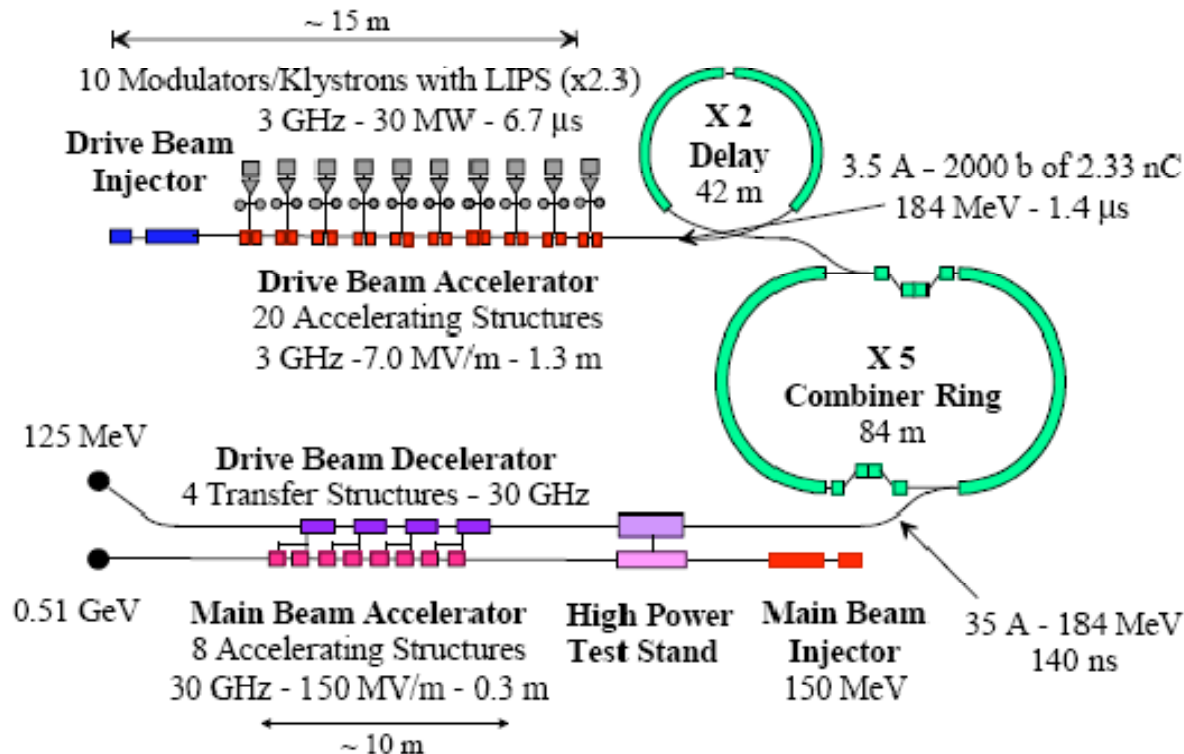 ~ 15 m
10 Modulators/Klystrons with LIPS (x2.3)
3 GHz - 30 MW - 6.7 μs
Drive Beam
Injector
X 2
Delay
42 m
3.5 A - 2000 b of 2.33 nC
184 MeV - 1.4 μs
Drive Beam Accelerator
20 Accelerating Structures
3 GHz -7.0 MV/m - 1.3 m
X 5
Combiner Ring
84 m
125 MeV
Drive Beam Decelerator
4 Transfer Structures - 30 GHz
0.51 GeV
Main Beam Accelerator
8 Accelerating Structures
30 GHz - 150 MV/m - 0.3 m
~ 10 m
High Power
Test Stand
Main Beam
Injector
150 MeV
35 A - 184 MeV
140 ns